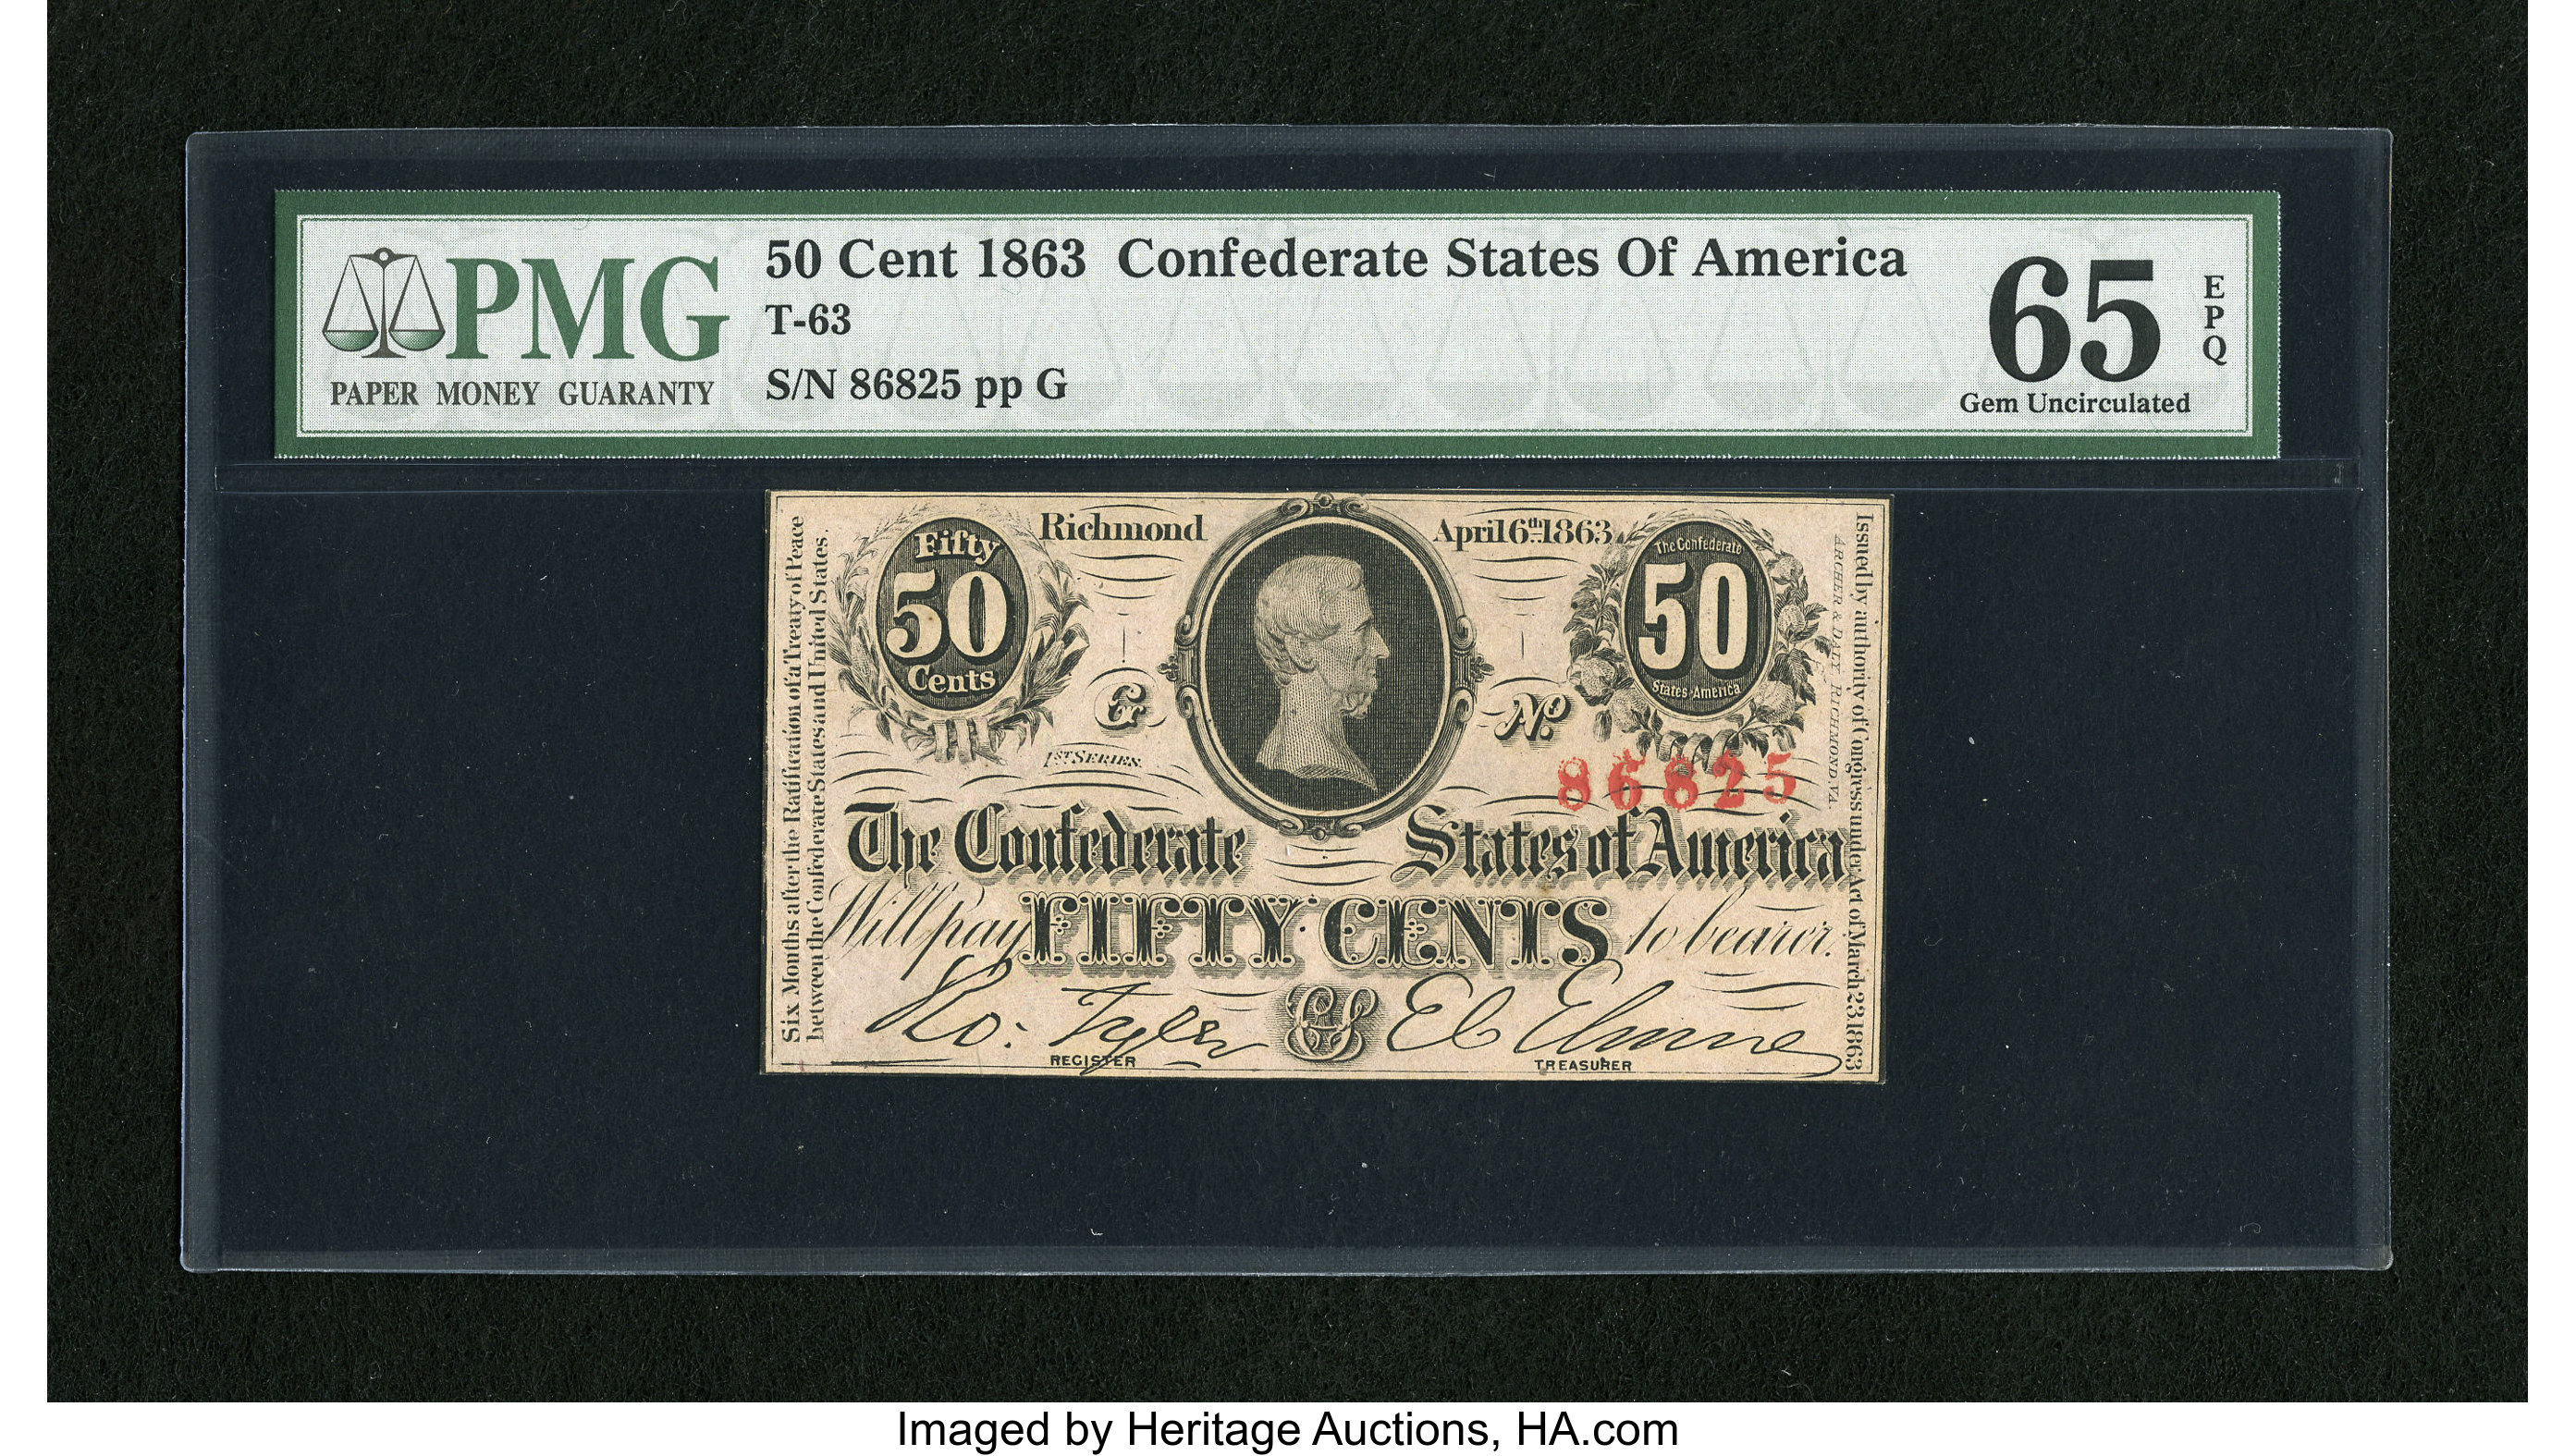 PMG
PAPER MONEY GUARANTY
50 Cent 1863 Confederate States Of America
T-63
S/N 86825 pp G
65
EPQ
Gem Uncirculated
Six Months after the Ratification of a Treaty of Peace
between the Confederate States and United States.
Fifty
50
Cents
Richmond
April 6th 1863
The Confederate
50
States America
G
No.
1ST SERIES.
86825
The Confederate States of America
Will pay FIFTY CENTS to bearer.
Ro: Tyler
CS
E C Elmore
REGISTER
TREASURER
ARCHER & DALY RICHMOND, VA.
Issued by authority of Congress under Act of March 23, 1863
Imaged by Heritage Auctions, HA.com